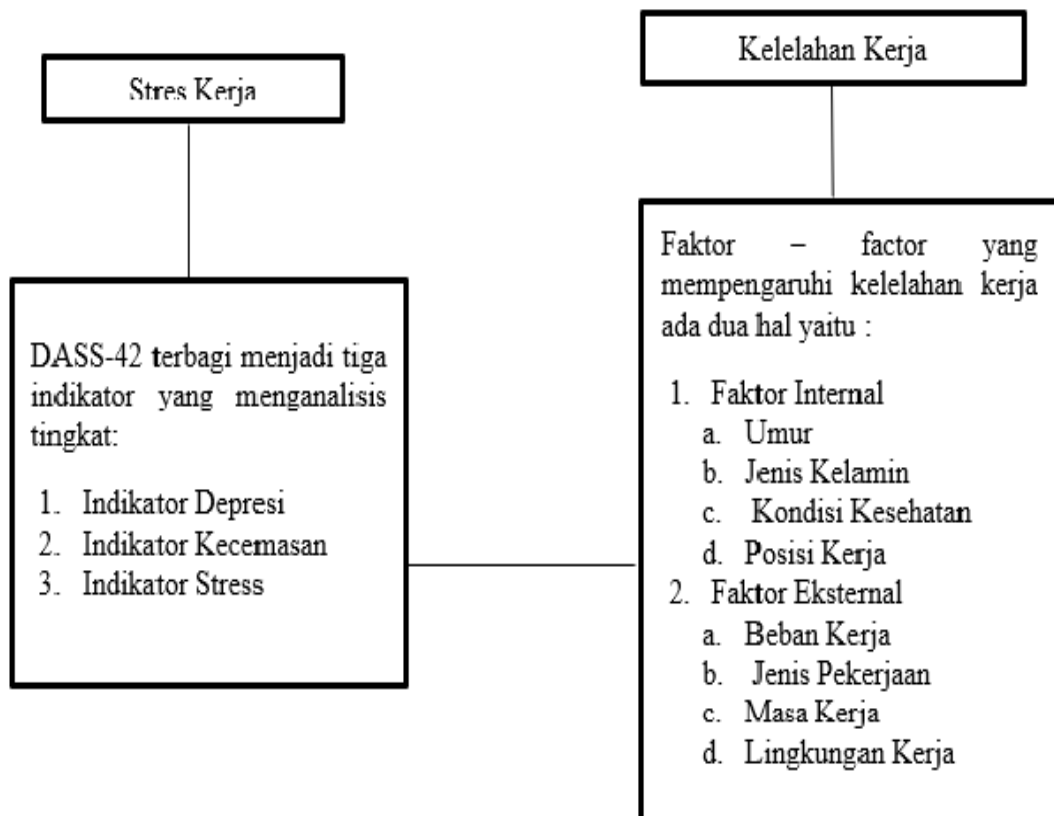 Stres Kerja
DASS-42 terbagi menjadi tiga
indikator yang menganalisis
tingkat:
1. Indikator Depresi
2. Indikator Kecemasan
3. Indikator Stress
Kelelahan Kerja
Faktor – factor yang
mempengaruhi kelelahan kerja
ada dua hal yaitu :
1. Faktor Internal
a. Umur
b. Jenis Kelamin
c. Kondisi Kesehatan
d. Posisi Kerja
2. Faktor Eksternal
a. Beban Kerja
b. Jenis Pekerjaan
c. Masa Kerja
d. Lingkungan Kerja